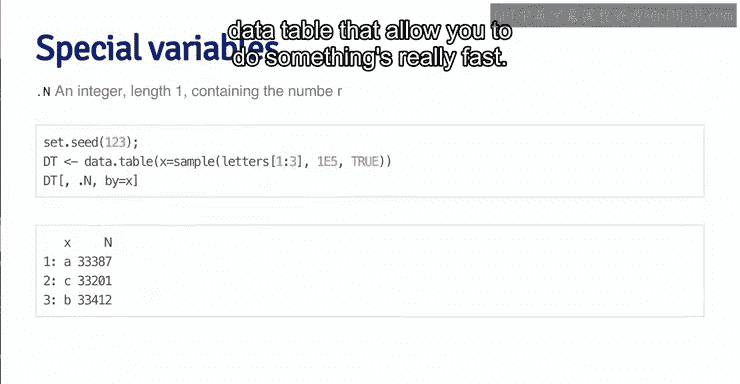 data table that allow you to
Special variables
do something's really fast.
.N An integer, length 1, containing the numbe r
set.seed(123);
DT <- data.table(x=sample(letters[1:3], 1E5, TRUE))
DT[, .N, by=x]
x N
1: a 33387
2: c 33201
3: b 33412